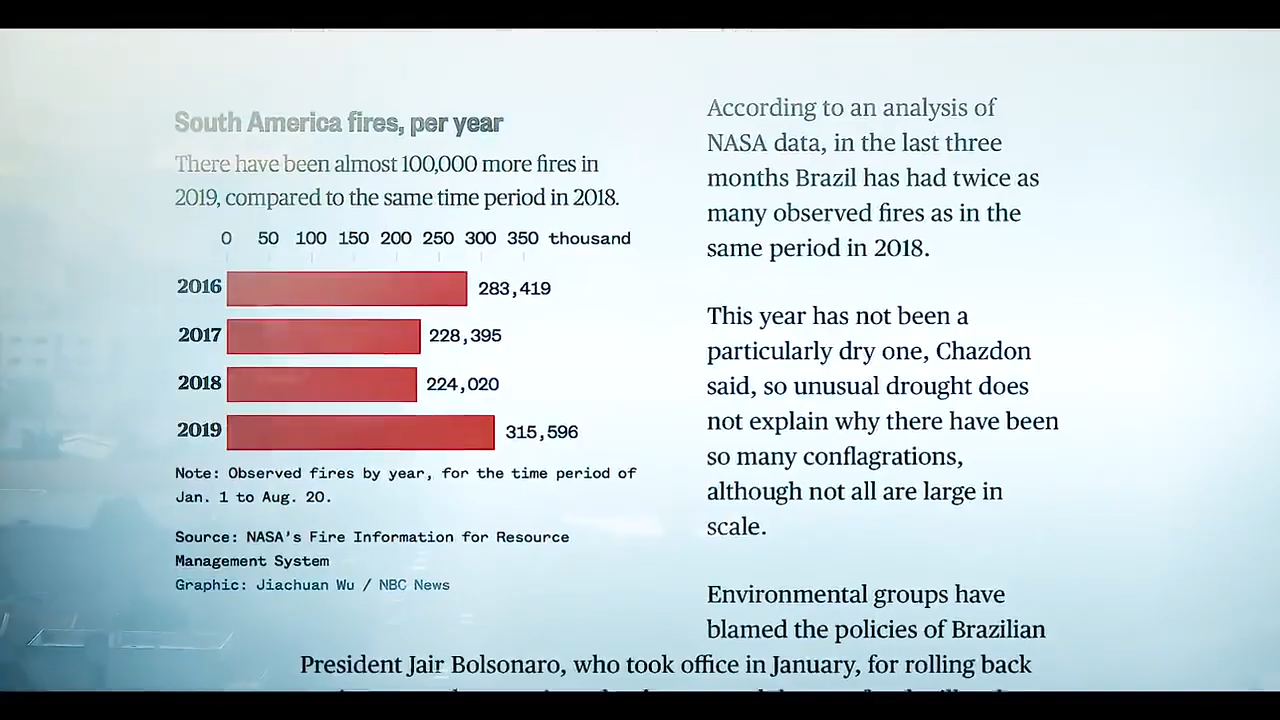 South America fires, per year
There have been almost 100,000 more fires in
2019, compared to the same time period in 2018.
0 50 100 150 200 250 300 350 thousand
2016 283,419
2017 228,395
2018 224,020
2019 315,596
Note: Observed fires by year, for the time period of
Jan. 1 to Aug. 20.
Source: NASA's Fire Information for Resource
Management System
Graphic: Jiachuan Wu / NBC News
According to an analysis of
NASA data, in the last three
months Brazil has had twice as
many observed fires as in the
same period in 2018.
This year has not been a
particularly dry one, Chazdon
said, so unusual drought does
not explain why there have been
so many conflagrations,
although not all are large in
scale.
Environmental groups have
blamed the policies of Brazilian
President Jair Bolsonaro, who took office in January, for rolling back